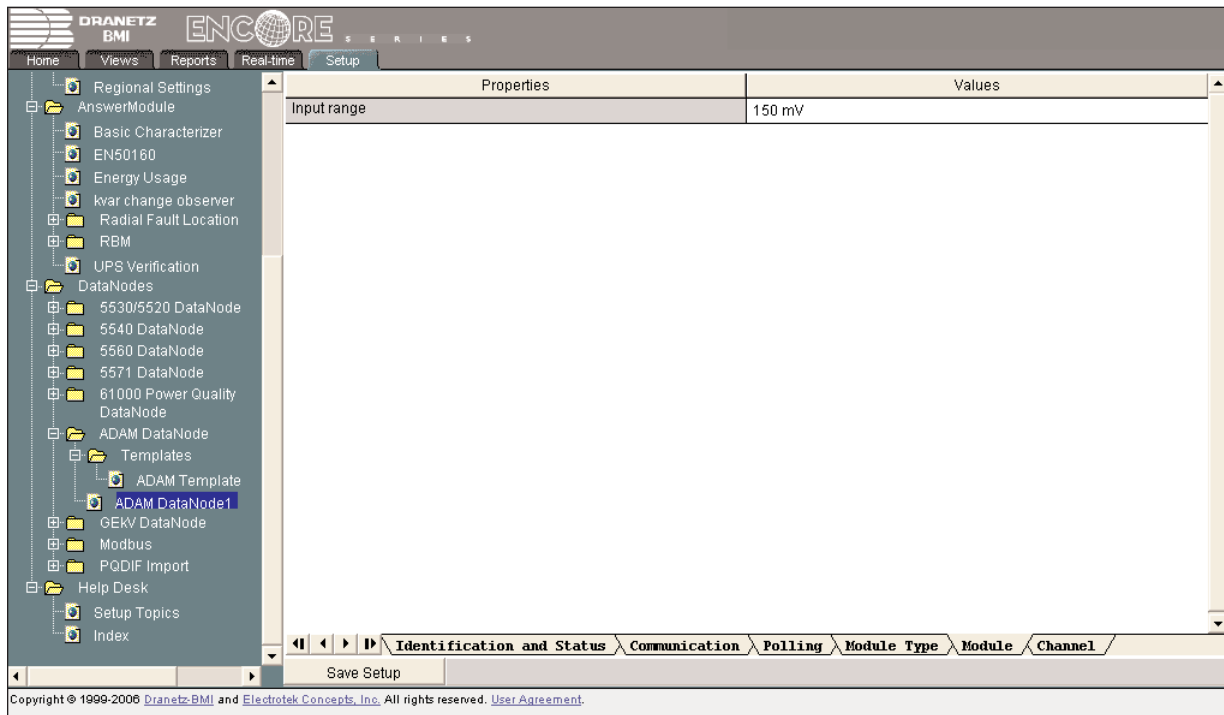 DRANETZ
BMI
ENCORE
SERIES
Home Views Reports Real-time Setup
Regional Settings
AnswerModule
Basic Characterizer
EN50160
Energy Usage
kvar change observer
Radial Fault Location
RBM
UPS Verification
DataNodes
5530/5520 DataNode
5540 DataNode
5560 DataNode
5571 DataNode
61000 Power Quality
DataNode
ADAM DataNode
Templates
ADAM Template
ADAM DataNode1
GEkV DataNode
Modbus
PQDIF Import
Help Desk
Setup Topics
Index
Properties Values
Input range 150 mV
Identification and Status Communication Polling Module Type Module Channel
Save Setup
Copyright © 1999-2006 Dranetz-BMI and Electrotek Concepts, Inc. All rights reserved. User Agreement.